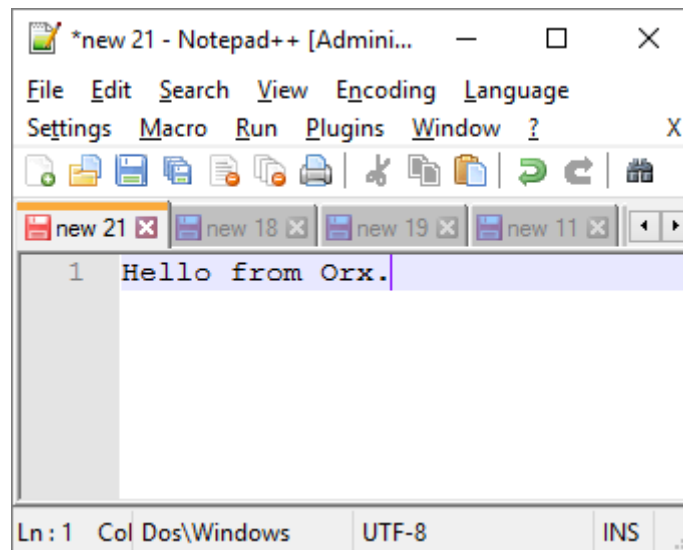 *new 21 - Notepad++ [Admini...
File Edit Search View Encoding Language
Settings Macro Run Plugins Window ? X
new 21 new 18 new 19 new 11
1 Hello from Orx.
Ln : 1 Col Dos\Windows UTF-8 INS